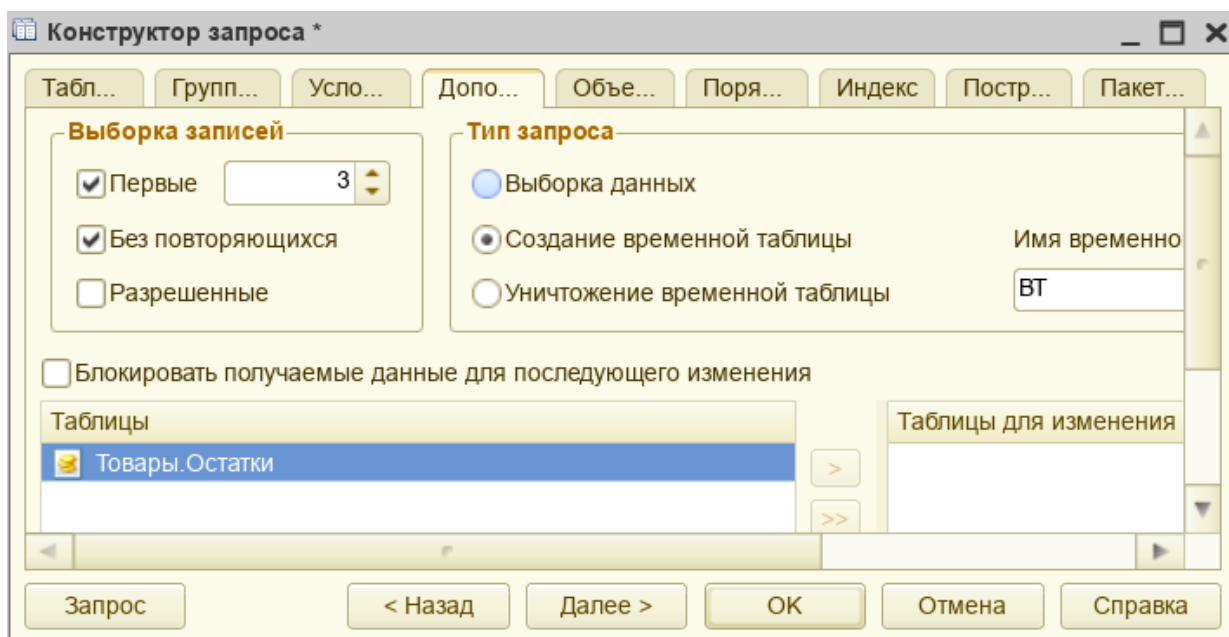 Конструктор запроса *
Табл... Групп... Усло... Допо... Объе... Поря... Индекс Постр... Пакет...
Выборка записей Тип запроса
Первые 3 Выборка данных
Без повторяющихся Создание временной таблицы Имя временно
Разрешенные Уничтожение временной таблицы ВТ
Блокировать получаемые данные для последующего изменения
Таблицы Таблицы для изменения
Товары.Остатки >
>>
Запрос < Назад Далее > OK Отмена Справка